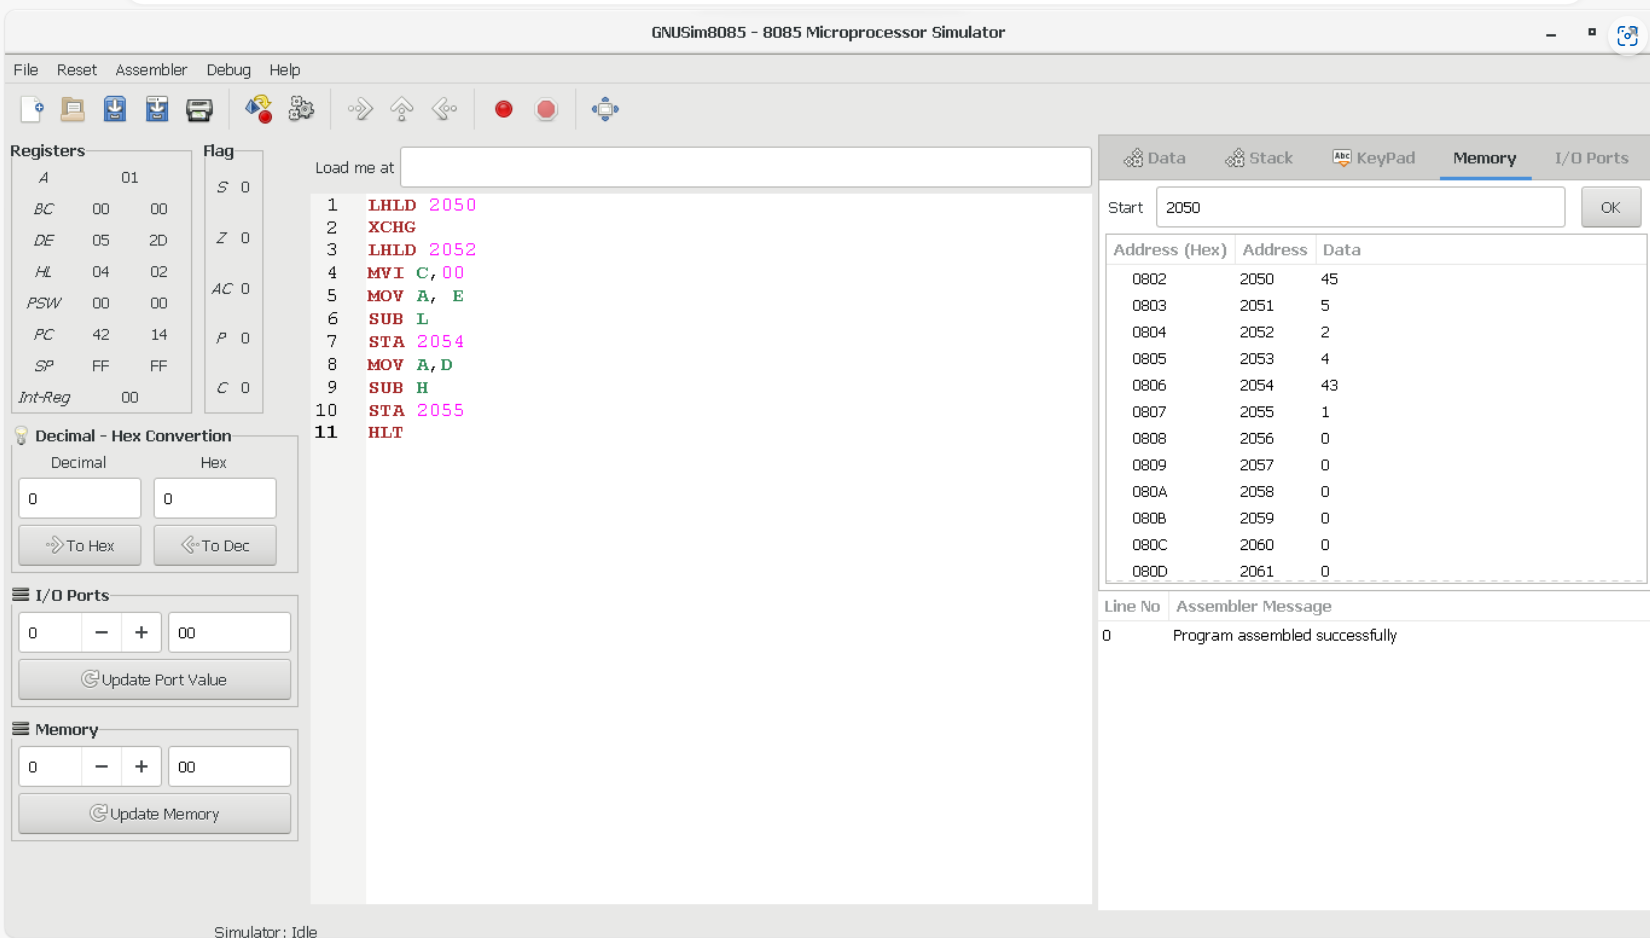 GNUSim8085 - 8085 Microprocessor Simulator
File Reset Assembler Debug Help
Registers
A 01
BC 00 00
DE 05 2D
HL 04 02
PSW 00 00
PC 42 14
SP FF FF
Int-Reg 00
Flag
S 0
Z 0
AC 0
P 0
C 0
Decimal - Hex Convertion
Decimal Hex
0 0
To Hex To Dec
I/O Ports
0 − + 00
Update Port Value
Memory
0 − + 00
Update Memory
Load me at
1 LHLD 2050
2 XCHG
3 LHLD 2052
4 MVI C,00
5 MOV A, E
6 SUB L
7 STA 2054
8 MOV A,D
9 SUB H
10 STA 2055
11 HLT
Data Stack Abc KeyPad Memory I/O Ports
Start 2050 OK
Address (Hex) Address Data
0802 2050 45
0803 2051 5
0804 2052 2
0805 2053 4
0806 2054 43
0807 2055 1
0808 2056 0
0809 2057 0
080A 2058 0
080B 2059 0
080C 2060 0
080D 2061 0
Line No Assembler Message
0 Program assembled successfully
Simulator: Idle